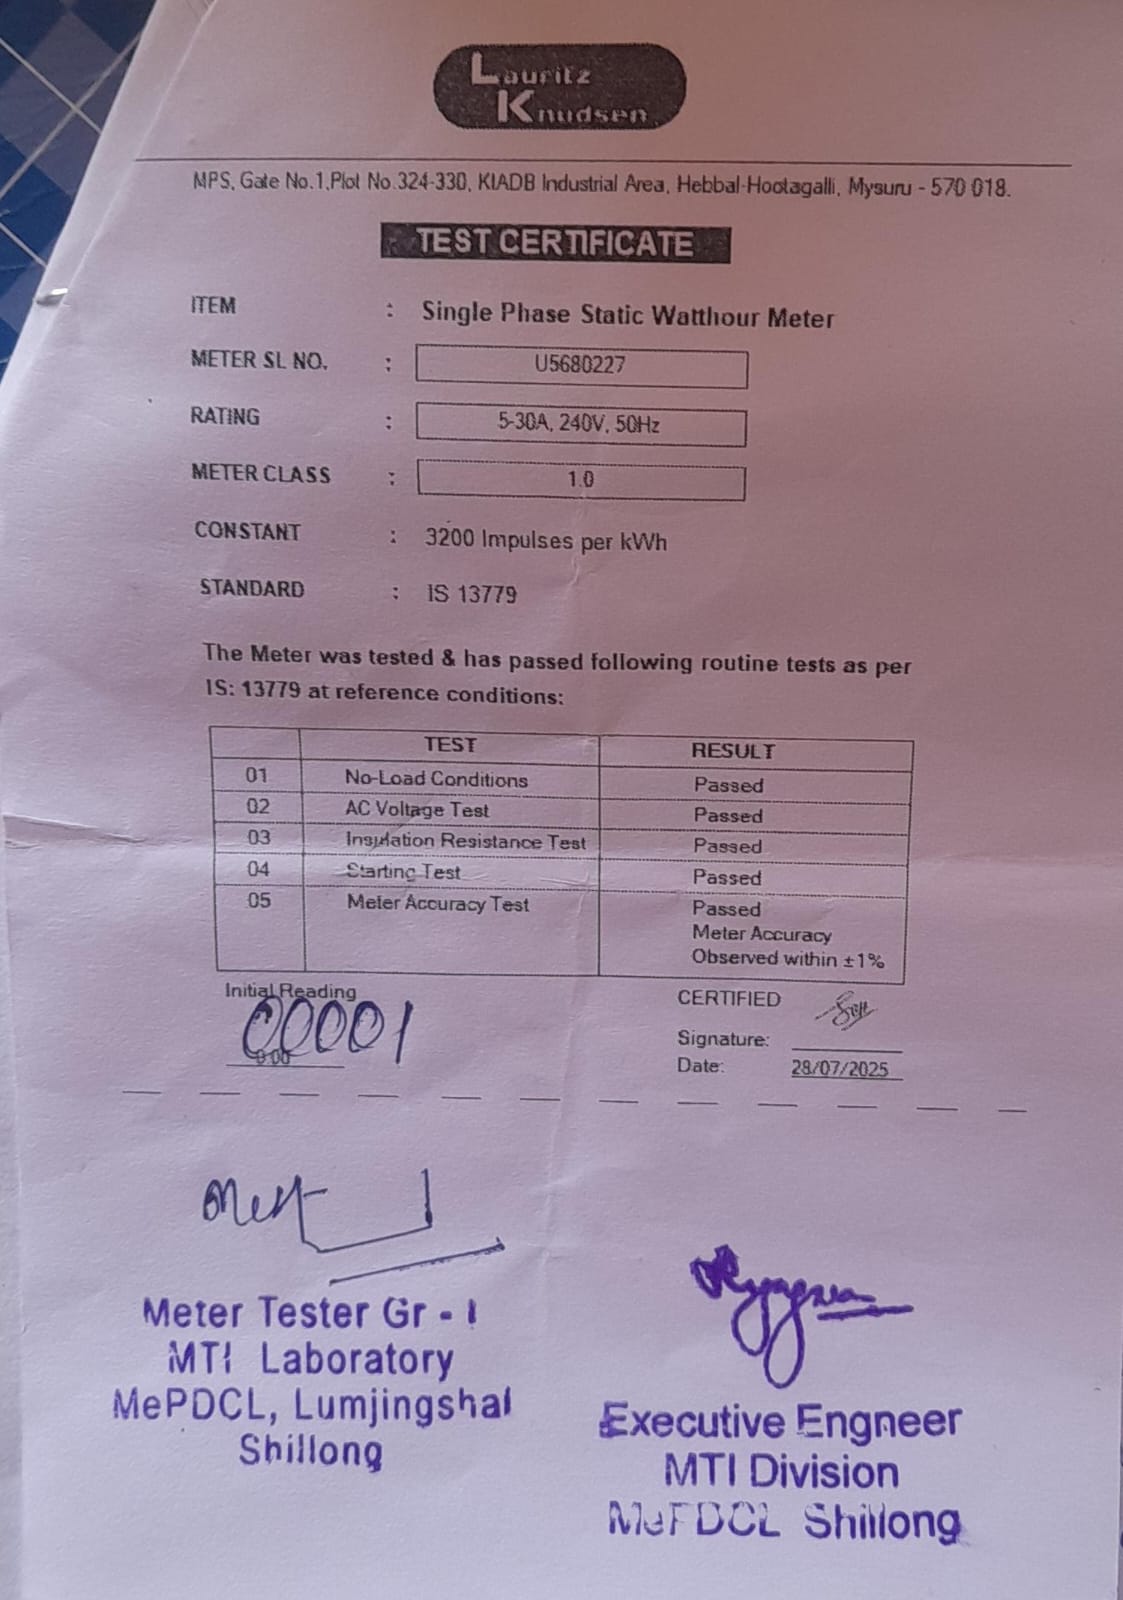 Lauritz
Knudsen
MPS, Gate No.1,Plot No.324-330, KIADB Industrial Area, Hebbal-Hootagalli, Mysuru - 570 018.
TEST CERTIFICATE
ITEM : Single Phase Static Watthour Meter
METER SL NO. : U5680227
RATING : 5-30A, 240V, 50Hz
METER CLASS : 1.0
CONSTANT : 3200 Impulses per kWh
STANDARD : IS 13779
The Meter was tested & has passed following routine tests as per
IS: 13779 at reference conditions:
TEST RESULT
01 No-Load Conditions Passed
02 AC Voltage Test Passed
03 Insulation Resistance Test Passed
04 Starting Test Passed
05 Meter Accuracy Test Passed
Meter Accuracy
Observed within ±1%
Initial Reading
00001
0.00
CERTIFIED
Signature:
Date: 28/07/2025
Meter Tester Gr - I
MTI Laboratory
MePDCL, Lumjingshai
Shillong
Executive Engneer
MTI Division
MePDCL Shillong